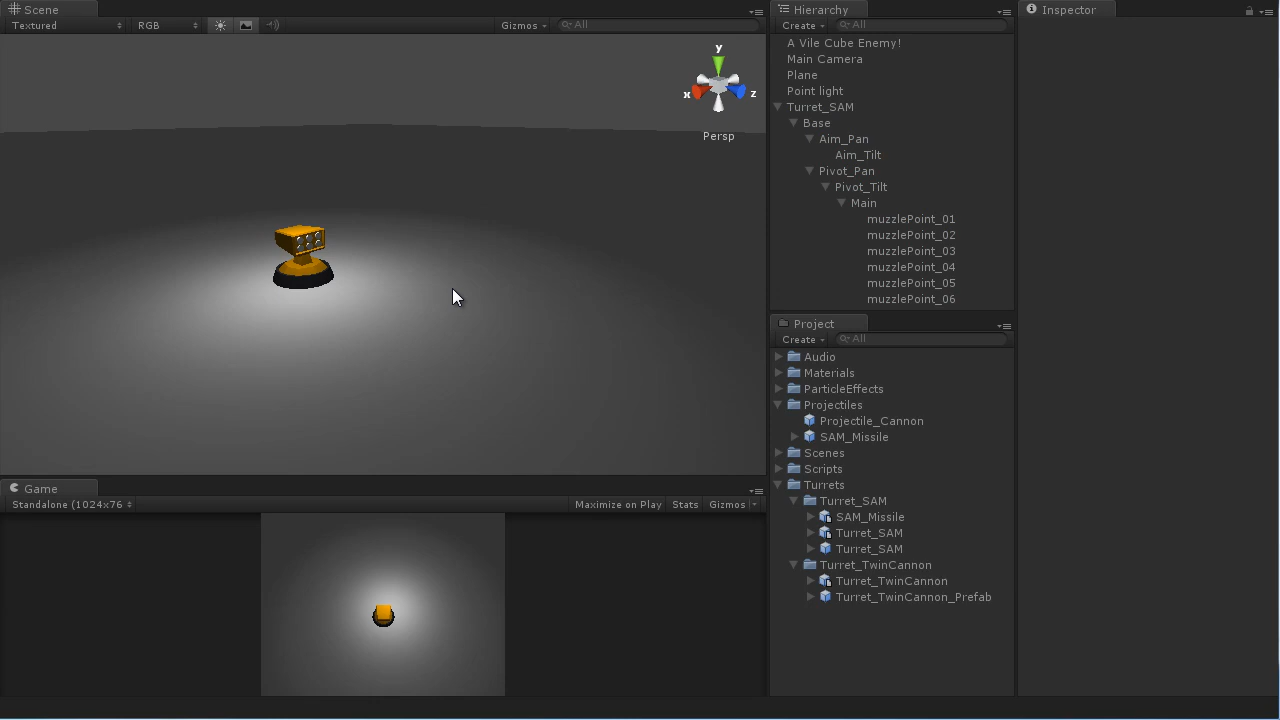 Scene
Textured RGB Gizmos All
y
x z
Persp
Game
Standalone (1024x76 Maximize on Play Stats Gizmos
Hierarchy
Create All
A Vile Cube Enemy!
Main Camera
Plane
Point light
Turret_SAM
Base
Aim_Pan
Aim_Tilt
Pivot_Pan
Pivot_Tilt
Main
muzzlePoint_01
muzzlePoint_02
muzzlePoint_03
muzzlePoint_04
muzzlePoint_05
muzzlePoint_06
Project
Create All
Audio
Materials
ParticleEffects
Projectiles
Projectile_Cannon
SAM_Missile
Scenes
Scripts
Turrets
Turret_SAM
SAM_Missile
Turret_SAM
Turret_SAM
Turret_TwinCannon
Turret_TwinCannon
Turret_TwinCannon_Prefab
Inspector